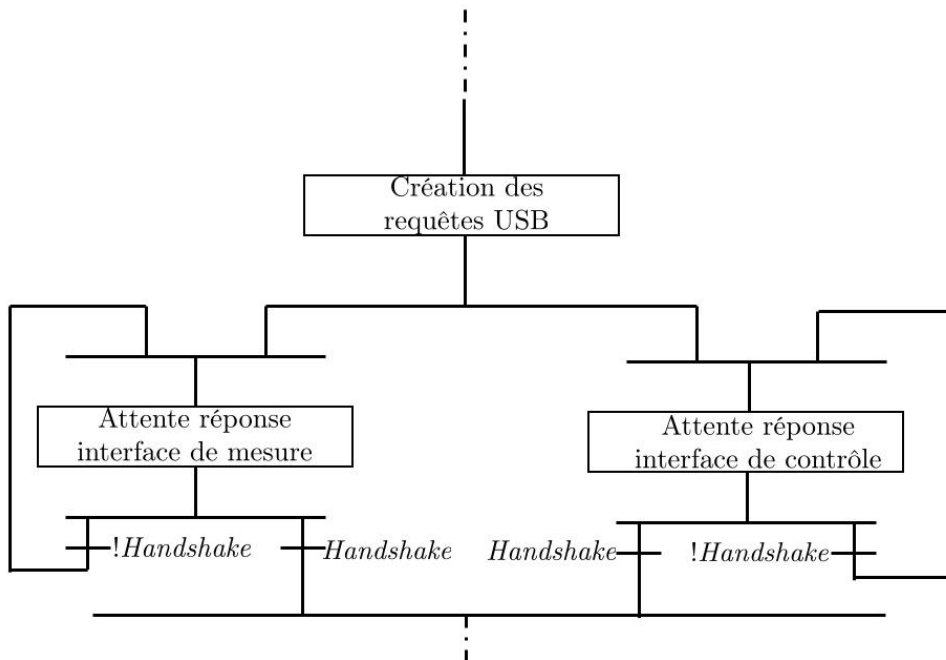 Création des
requêtes USB
Attente réponse
interface de mesure
Attente réponse
interface de contrôle
!Handshake
Handshake
Handshake
!Handshake